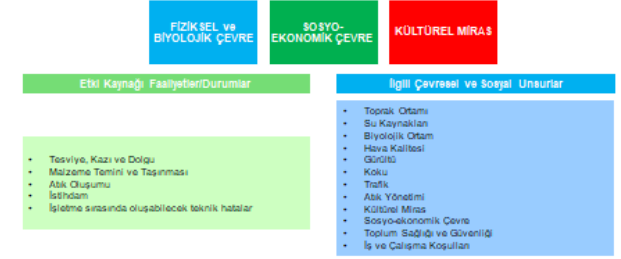 FİZİKSEL ve
BİYOLOJİK ÇEVRE
SOSYO-
EKONOMİK ÇEVRE
KÜLTÜREL MİRAS
Etki Kaynağı Faaliyetler/Durumlar
• Tesviye, Kazı ve Dolgu
• Malzeme Temini ve Taşınması
• Atık Oluşumu
• İstihdam
• İşletme sırasında oluşabilecek teknik hatalar
İlgili Çevresel ve Sosyal Unsurlar
• Toprak Ortamı
• Su Kaynakları
• Biyolojik Ortam
• Hava Kalitesi
• Gürültü
• Koku
• Trafik
• Atık Yönetimi
• Kültürel Miras
• Sosyo-ekonomik Çevre
• Toplum Sağlığı ve Güvenliği
• İş ve Çalışma Koşulları